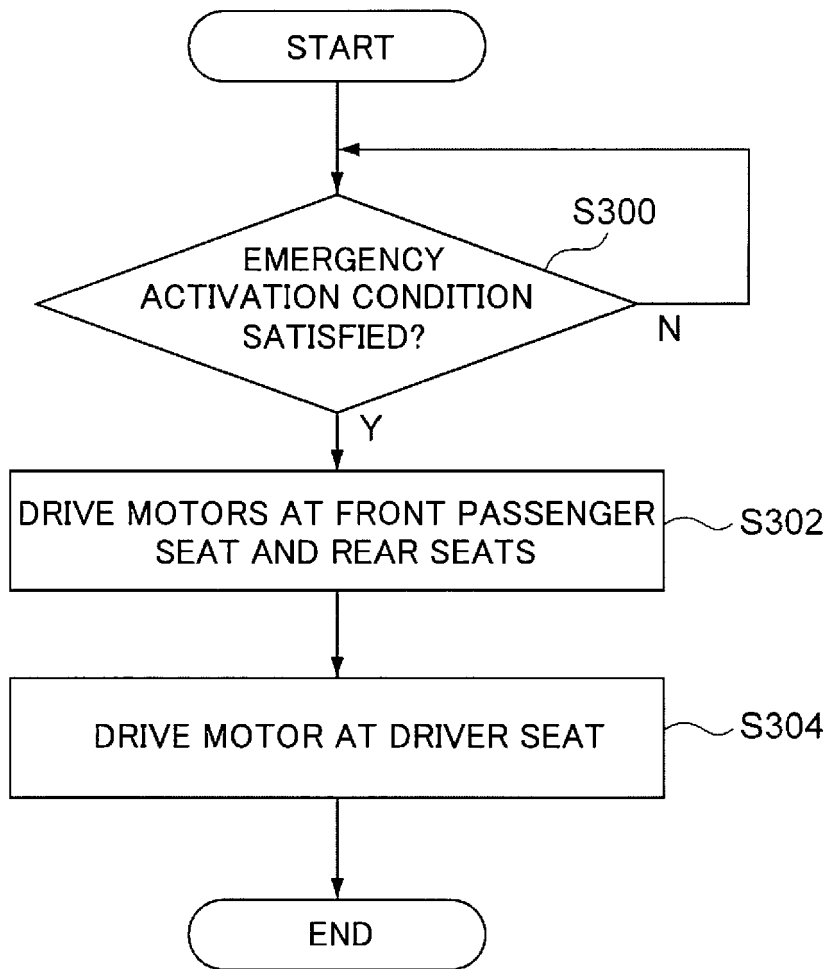 START
S300
EMERGENCY
ACTIVATION CONDITION
SATISFIED?
N
Y
DRIVE MOTORS AT FRONT PASSENGER
SEAT AND REAR SEATS
S302
DRIVE MOTOR AT DRIVER SEAT
S304
END